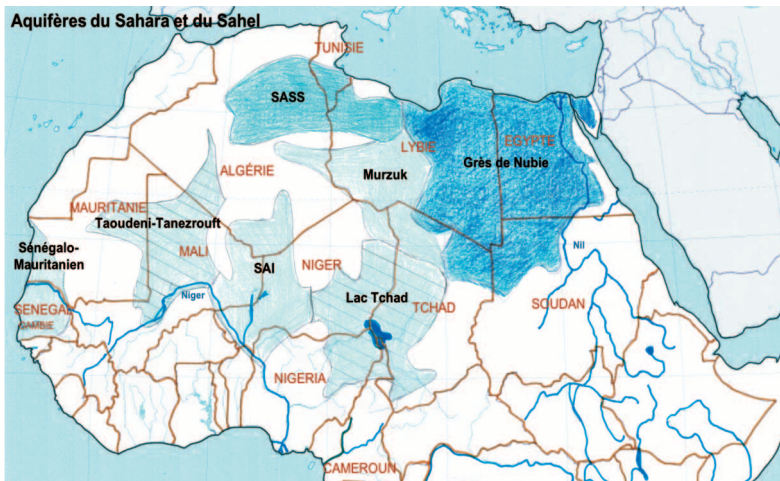 Aquifères du Sahara et du Sahel
TUNISIE
SASS
LYBIE
EGYPTE
Grès de Nubie
ALGÉRIE
Murzuk
MAURITANIE
Taoudeni-Tanezrouft
Sénégalo-
Mauritanien
MALI
SAI
NIGER
Nil
Niger
Lac Tchad
TCHAD
SOUDAN
SENEGAL
GAMBIE
NIGERIA
CAMEROUN